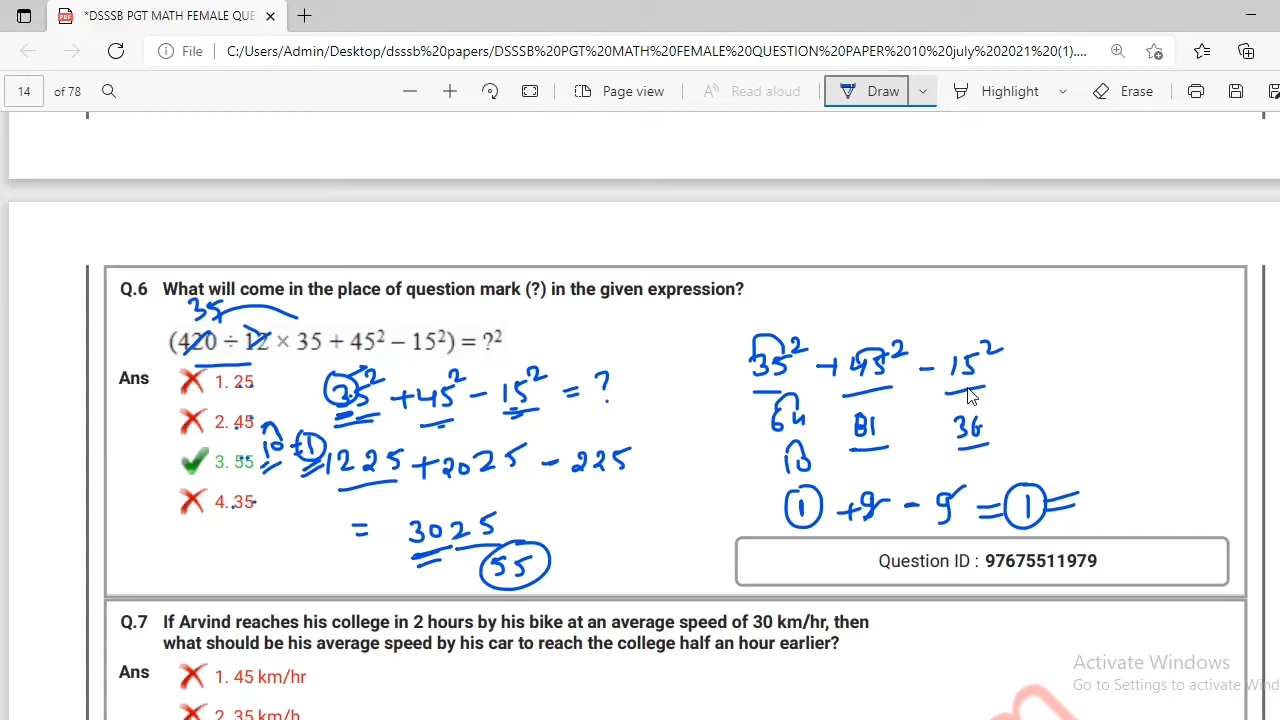 *DSSSB PGT MATH FEMALE QUE
File C:/Users/Admin/Desktop/dsssb%20papers/DSSSB%20PGT%20MATH%20FEMALE%20QUESTION%20PAPER%2010%20july%202021%20(1)....
14 of 78 Page view Read aloud Draw Highlight Erase
Q.6 What will come in the place of question mark (?) in the given expression?
35
(420 ÷ 12 × 35 + 45² – 15²) = ?²
Ans 1. 25
35² + 45² - 15² = ?
35² + 45² - 15²
2. 45
64 81 36
10 1
10
3. 55
1225 + 2025 - 225
4. 35
1 + 9 - 9 = 1
= 3025
55
Question ID : 97675511979
Q.7 If Arvind reaches his college in 2 hours by his bike at an average speed of 30 km/hr, then
what should be his average speed by his car to reach the college half an hour earlier?
Ans 1. 45 km/hr
2. 35 km/h
Activate Windows
Go to Settings to activate Wind